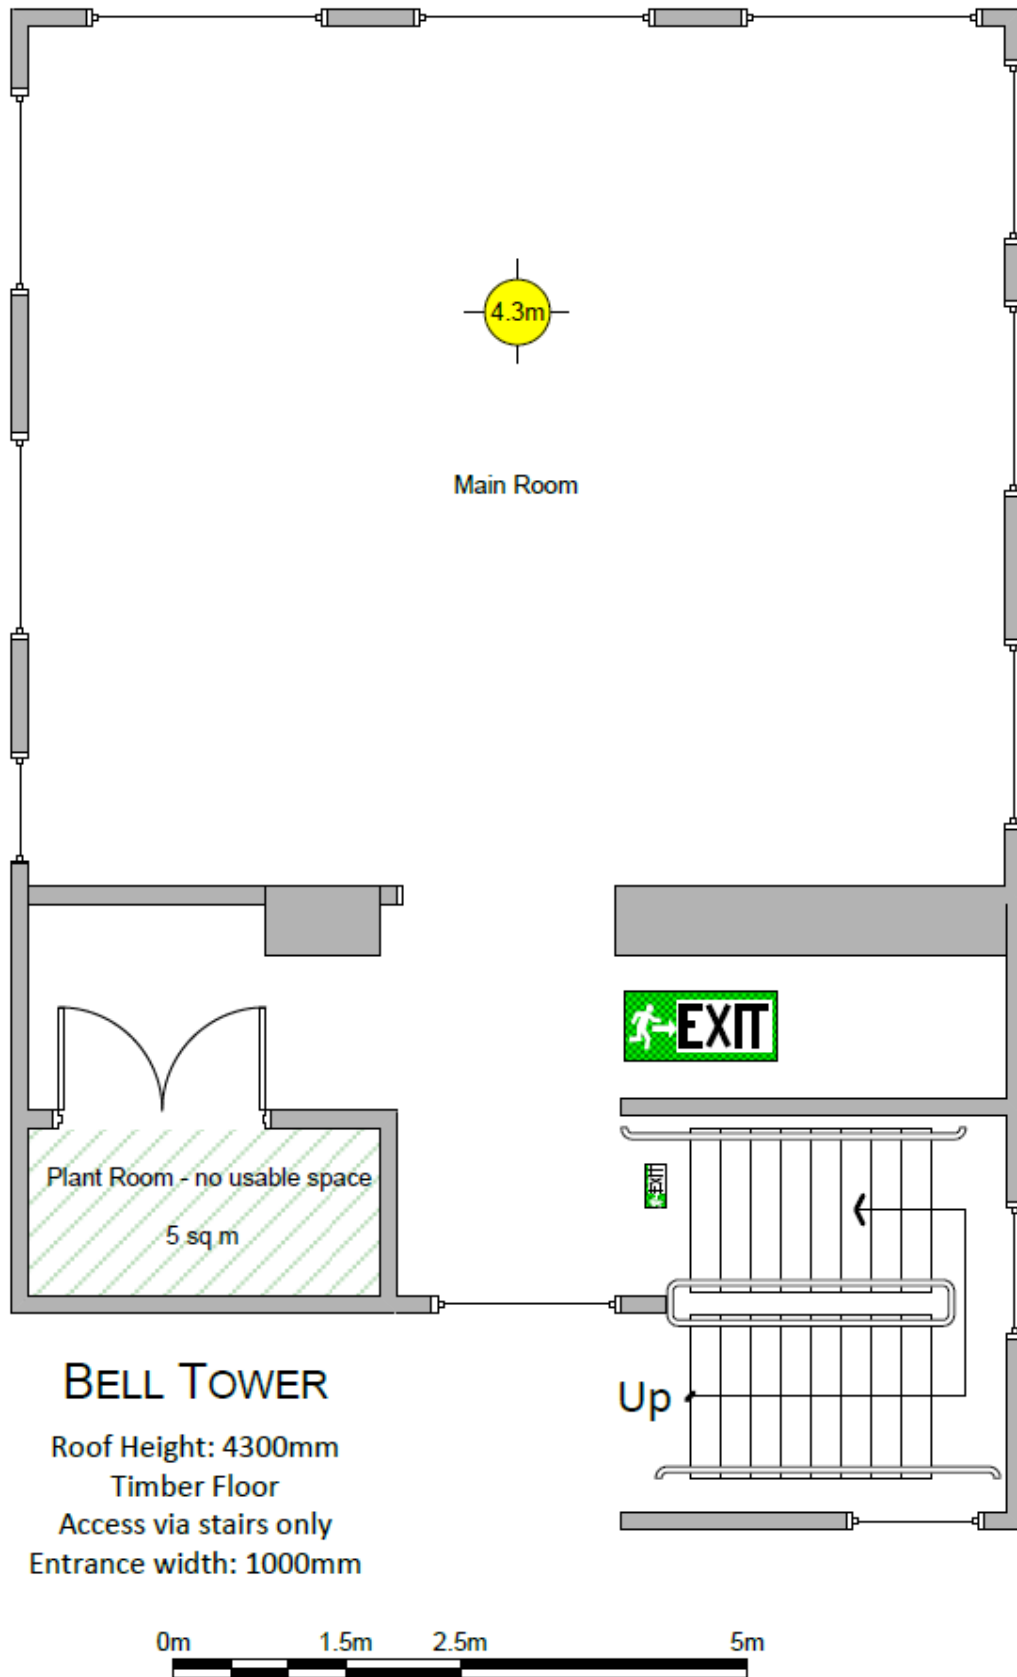 4.3m
Main Room
EXIT
Plant Room - no usable space
5 sq m
EXIT
Up
BELL TOWER
Roof Height: 4300mm
Timber Floor
Access via stairs only
Entrance width: 1000mm
0m 1.5m 2.5m 5m